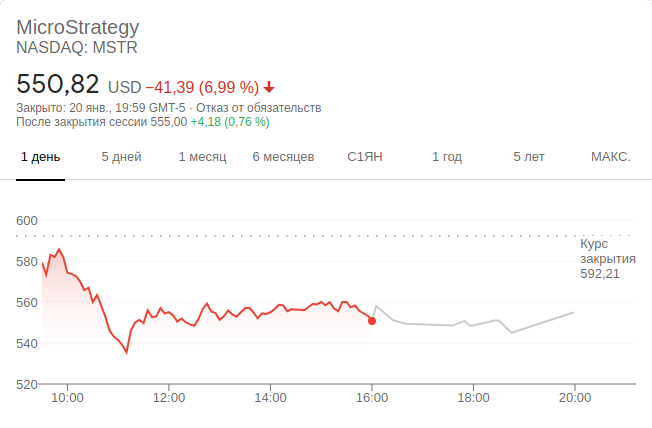 MicroStrategy
NASDAQ: MSTR
550,82 USD −41,39 (6,99 %)
Закрыто: 20 янв., 19:59 GMT-5 · Отказ от обязательств
После закрытия сессии 555,00 +4,18 (0,76 %)
1 день 5 дней 1 месяц 6 месяцев С1ЯН 1 год 5 лет МАКС.
600
Курс
закрытия
592,21
580
560
540
520
10:00 12:00 14:00 16:00 18:00 20:00